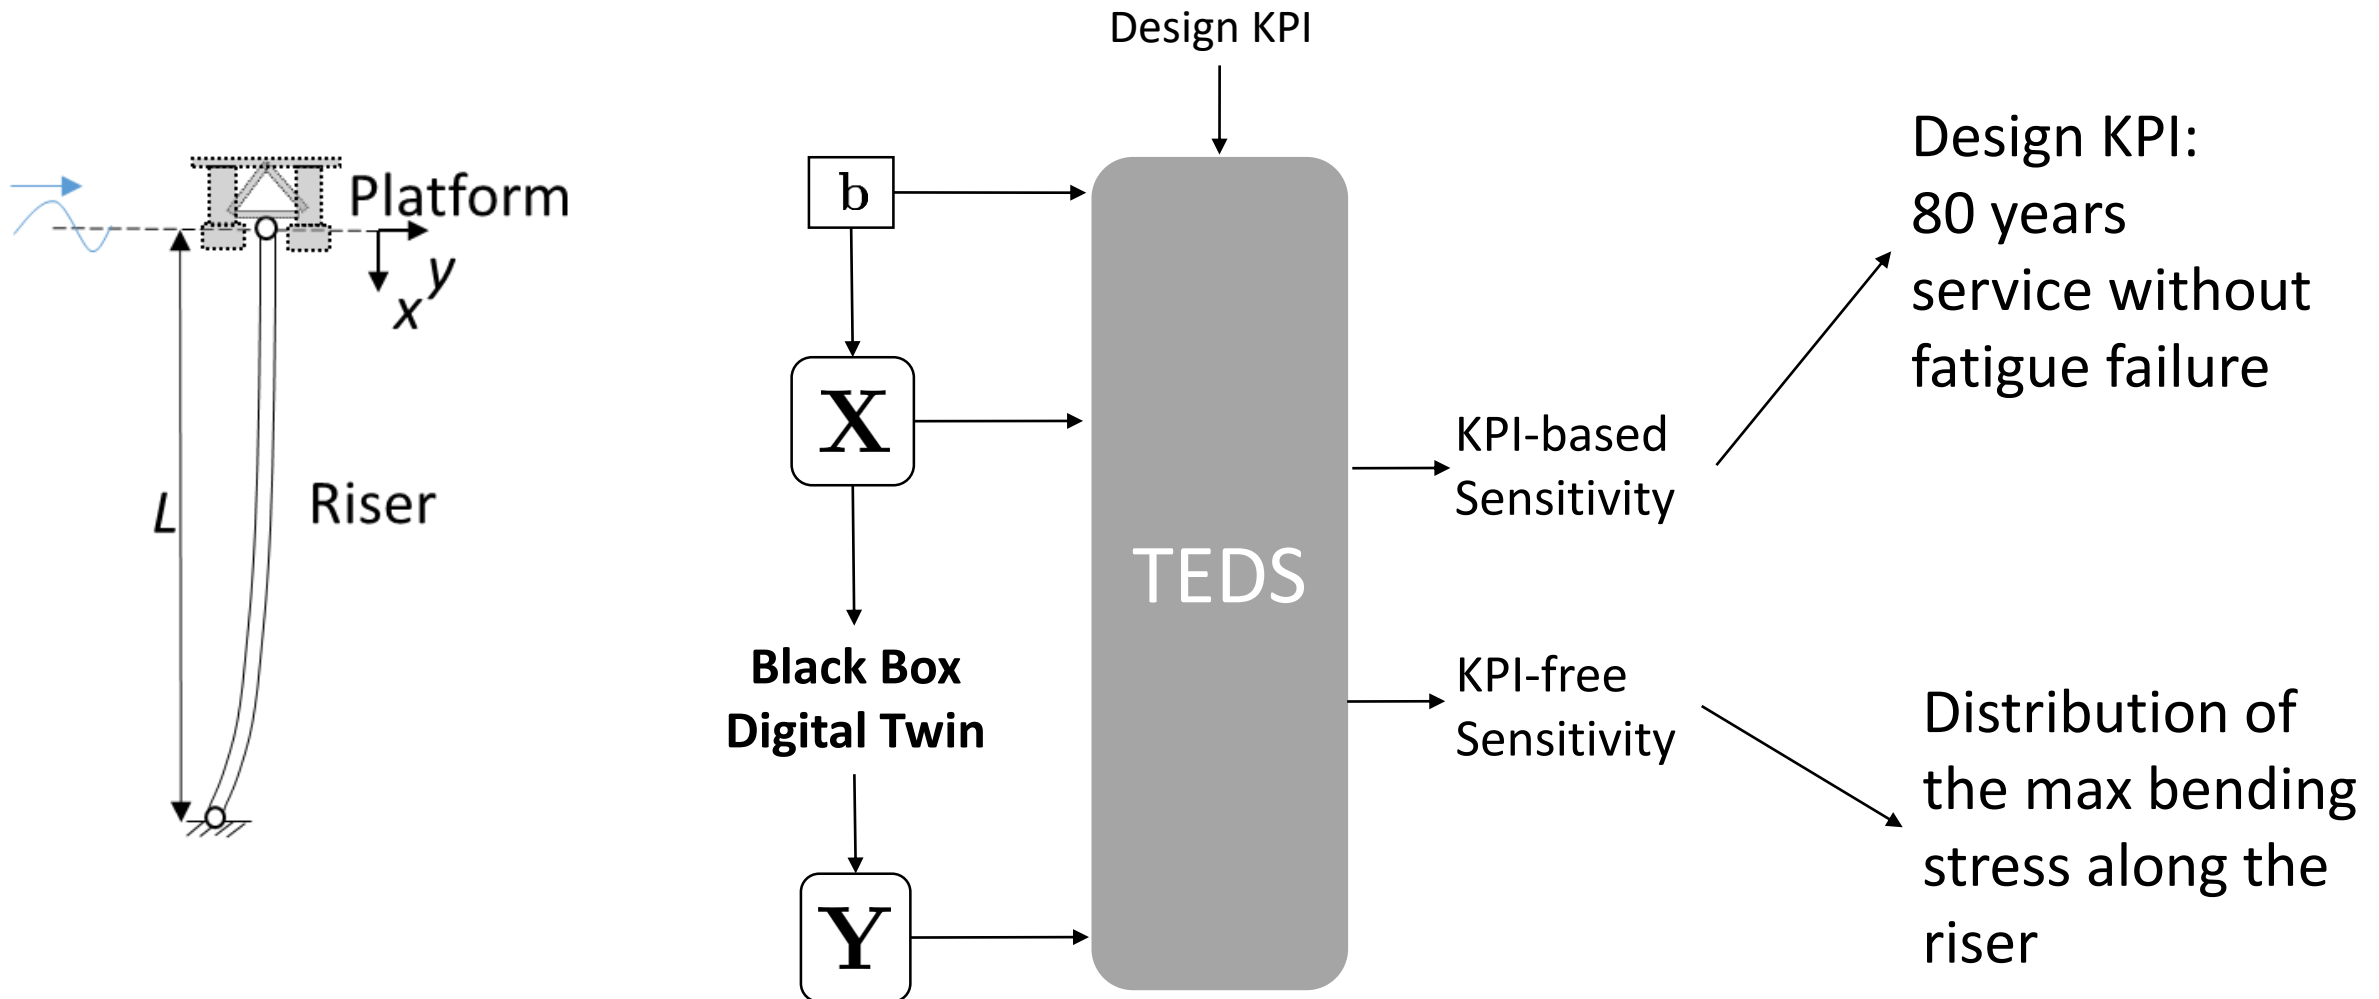 Platform
y
x
L
Riser
Design KPI
b
X
Black Box
Digital Twin
Y
TEDS
KPI-based
Sensitivity
KPI-free
Sensitivity
Design KPI:
80 years
service without
fatigue failure
Distribution of
the max bending
stress along the
riser